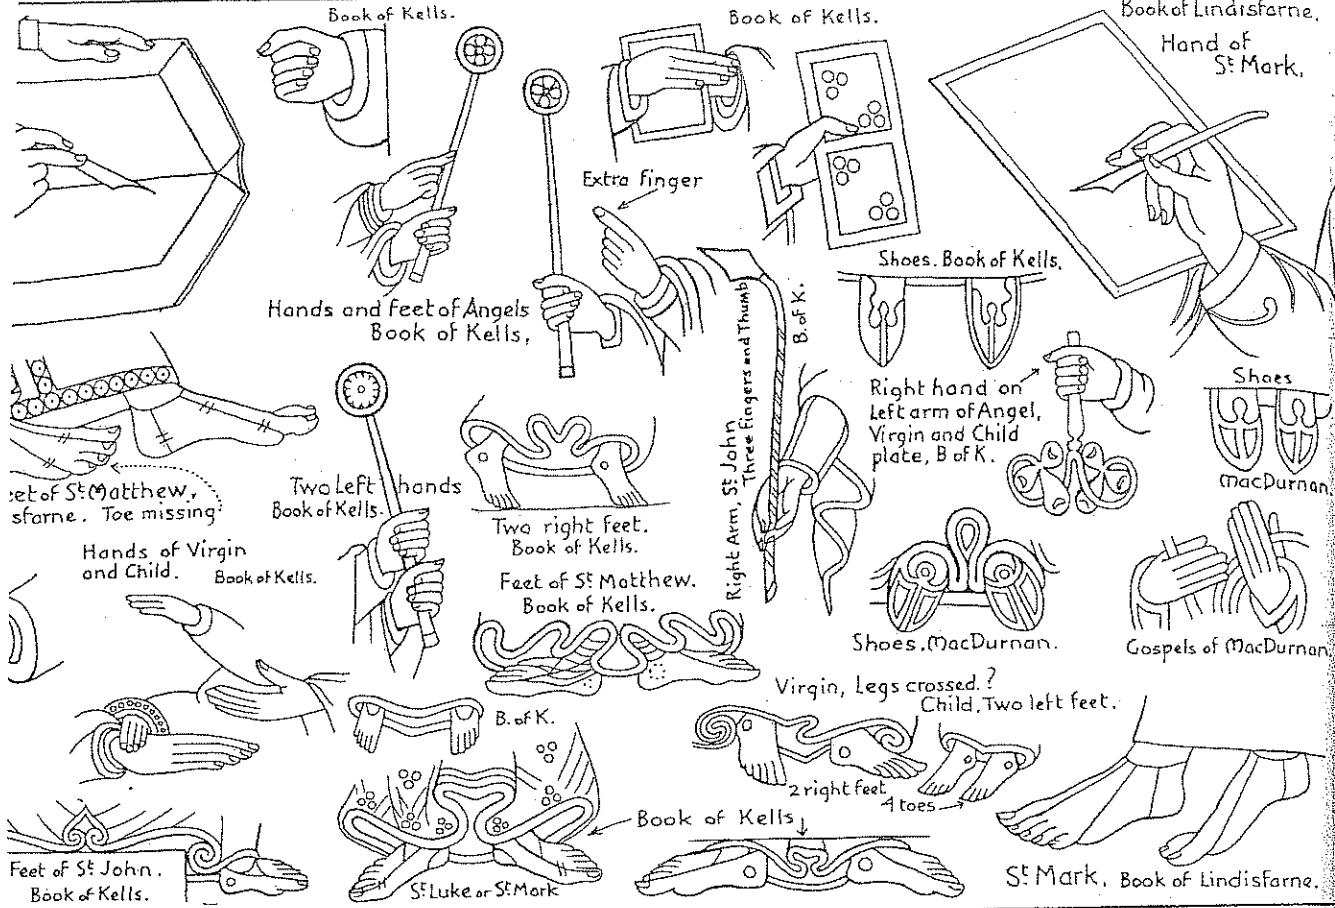 Book of Kells.
Book of Kells.
Book of Lindisfarne.
Hand of
St Mark.
Extra finger
Hands and feet of Angels
Book of Kells,
Shoes. Book of Kells.
Right Arm, St John
Three Fingers and Thumb
B. of K.
Right hand on
Left arm of Angel,
Virgin and Child
plate, B of K.
Shoes
MacDurnan
eet of St Matthew,
sfarne. Toe missing
Two Left hands
Book of Kells.
Two right feet.
Book of Kells.
Hands of Virgin
and Child. Book of Kells.
Feet of St Matthew.
Book of Kells.
Shoes. MacDurnan.
Gospels of MacDurnan
B. of K.
Virgin, Legs crossed.?
Child. Two left feet.
2 right feet
4 toes
Book of Kells
Feet of St John.
Book of Kells.
St Luke or St Mark
St Mark. Book of Lindisfarne.